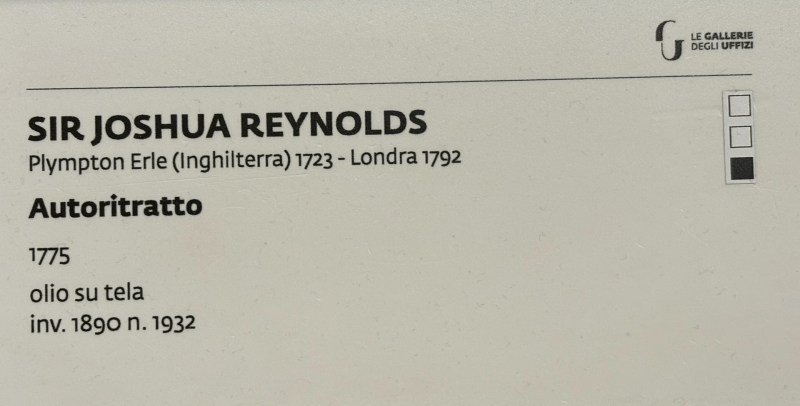 LE GALLERIE
DEGLI UFFIZI
SIR JOSHUA REYNOLDS
Plympton Erle (Inghilterra) 1723 - Londra 1792
Autoritratto
1775
olio su tela
inv. 1890 n. 1932